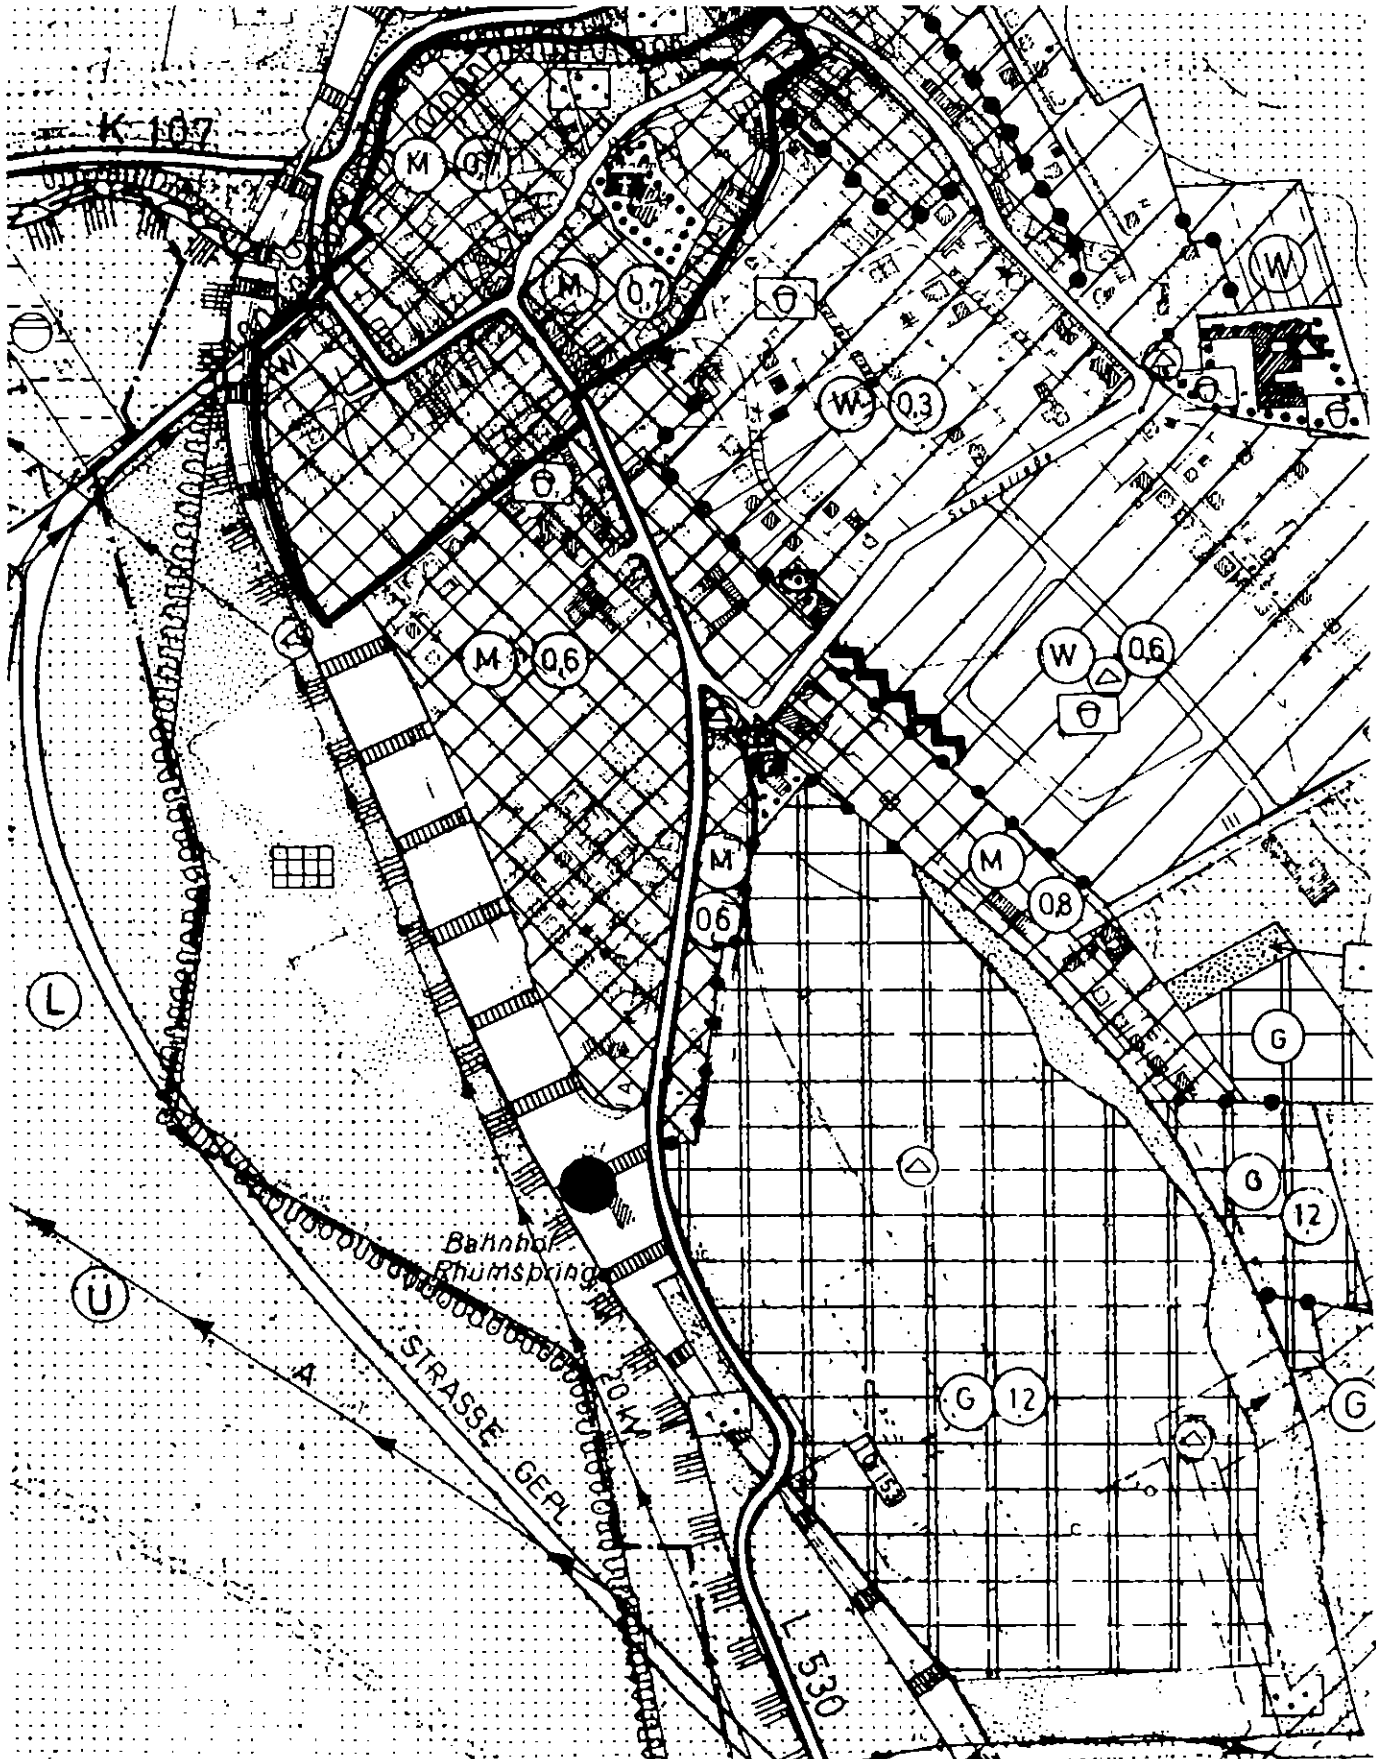 K 107
M 0,7
M 0,7
W
W 0,3
M 0,6
W 0,6
M
0,6
M
0,8
L
G
G
12
Bahnhof
Rhumspring
Ü
A
STRASSE
GEPL
20 KV
G 12
G
L 530